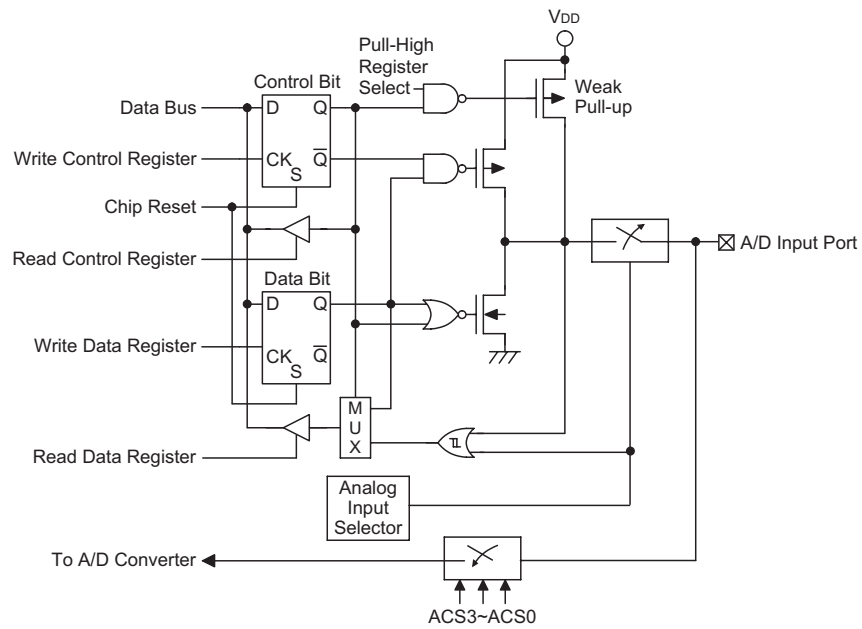 VDD
Pull-High
Register
Select
Weak
Pull-up
Control Bit
Data Bus
D
Q
Write Control Register
CK
Q
S
Chip Reset
Read Control Register
Data Bit
D
Q
Write Data Register
CK
Q
S
M
U
X
Read Data Register
A/D Input Port
Analog
Input
Selector
To A/D Converter
ACS3~ACS0